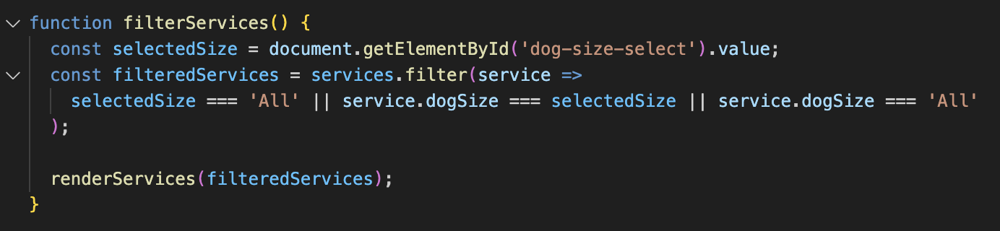 function filterServices() {
  const selectedSize = document.getElementById('dog-size-select').value;
  const filteredServices = services.filter(service =>
    selectedSize === 'All' || service.dogSize === selectedSize || service.dogSize === 'All'
  );

  renderServices(filteredServices);
}